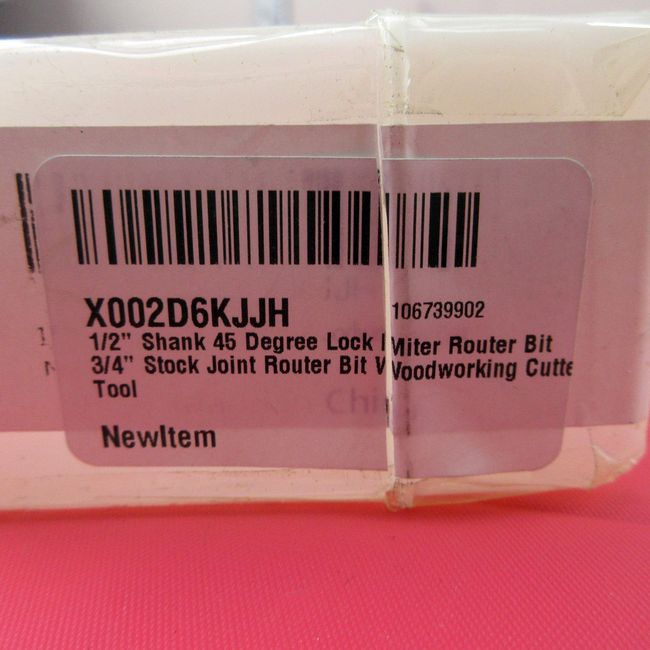 X002D6KJJH 106739902
1/2” Shank 45 Degree Lock Miter Router Bit
3/4” Stock Joint Router Bit Woodworking Cutte
Tool
NewItem
Chi